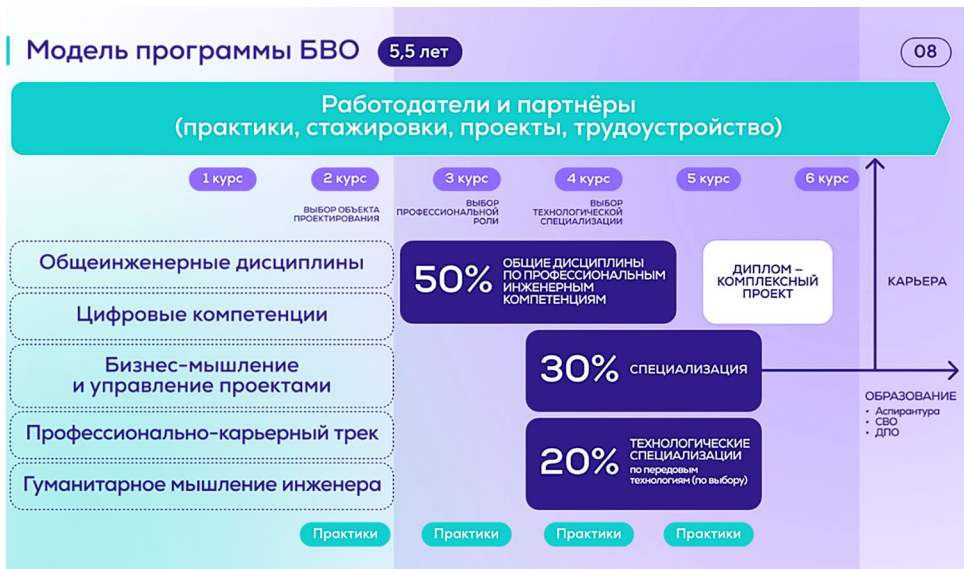 Модель программы БВО
5,5 лет
08
Работодатели и партнёры
(практики, стажировки, проекты, трудоустройство)
1 курс
2 курс
3 курс
4 курс
5 курс
6 курс
ВЫБОР ОБЪЕКТА
ПРОЕКТИРОВАНИЯ
ВЫБОР
ПРОФЕССИОНАЛЬНОЙ
РОЛИ
ВЫБОР
ТЕХНОЛОГИЧЕСКОЙ
СПЕЦИАЛИЗАЦИИ
Общеинженерные дисциплины
Цифровые компетенции
Бизнес-мышление
и управление проектами
Профессионально-карьерный трек
Гуманитарное мышление инженера
50%
ОБЩИЕ ДИСЦИПЛИНЫ
ПО ПРОФЕССИОНАЛЬНЫМ
ИНЖЕНЕРНЫМ
КОМПЕТЕНЦИЯМ
ДИПЛОМ –
КОМПЛЕКСНЫЙ
ПРОЕКТ
КАРЬЕРА
30%
СПЕЦИАЛИЗАЦИЯ
ОБРАЗОВАНИЕ
• Аспирантура
• СВО
• ДПО
20%
ТЕХНОЛОГИЧЕСКИЕ
СПЕЦИАЛИЗАЦИИ
по передовым
технологиям (по выбору)
Практики
Практики
Практики
Практики